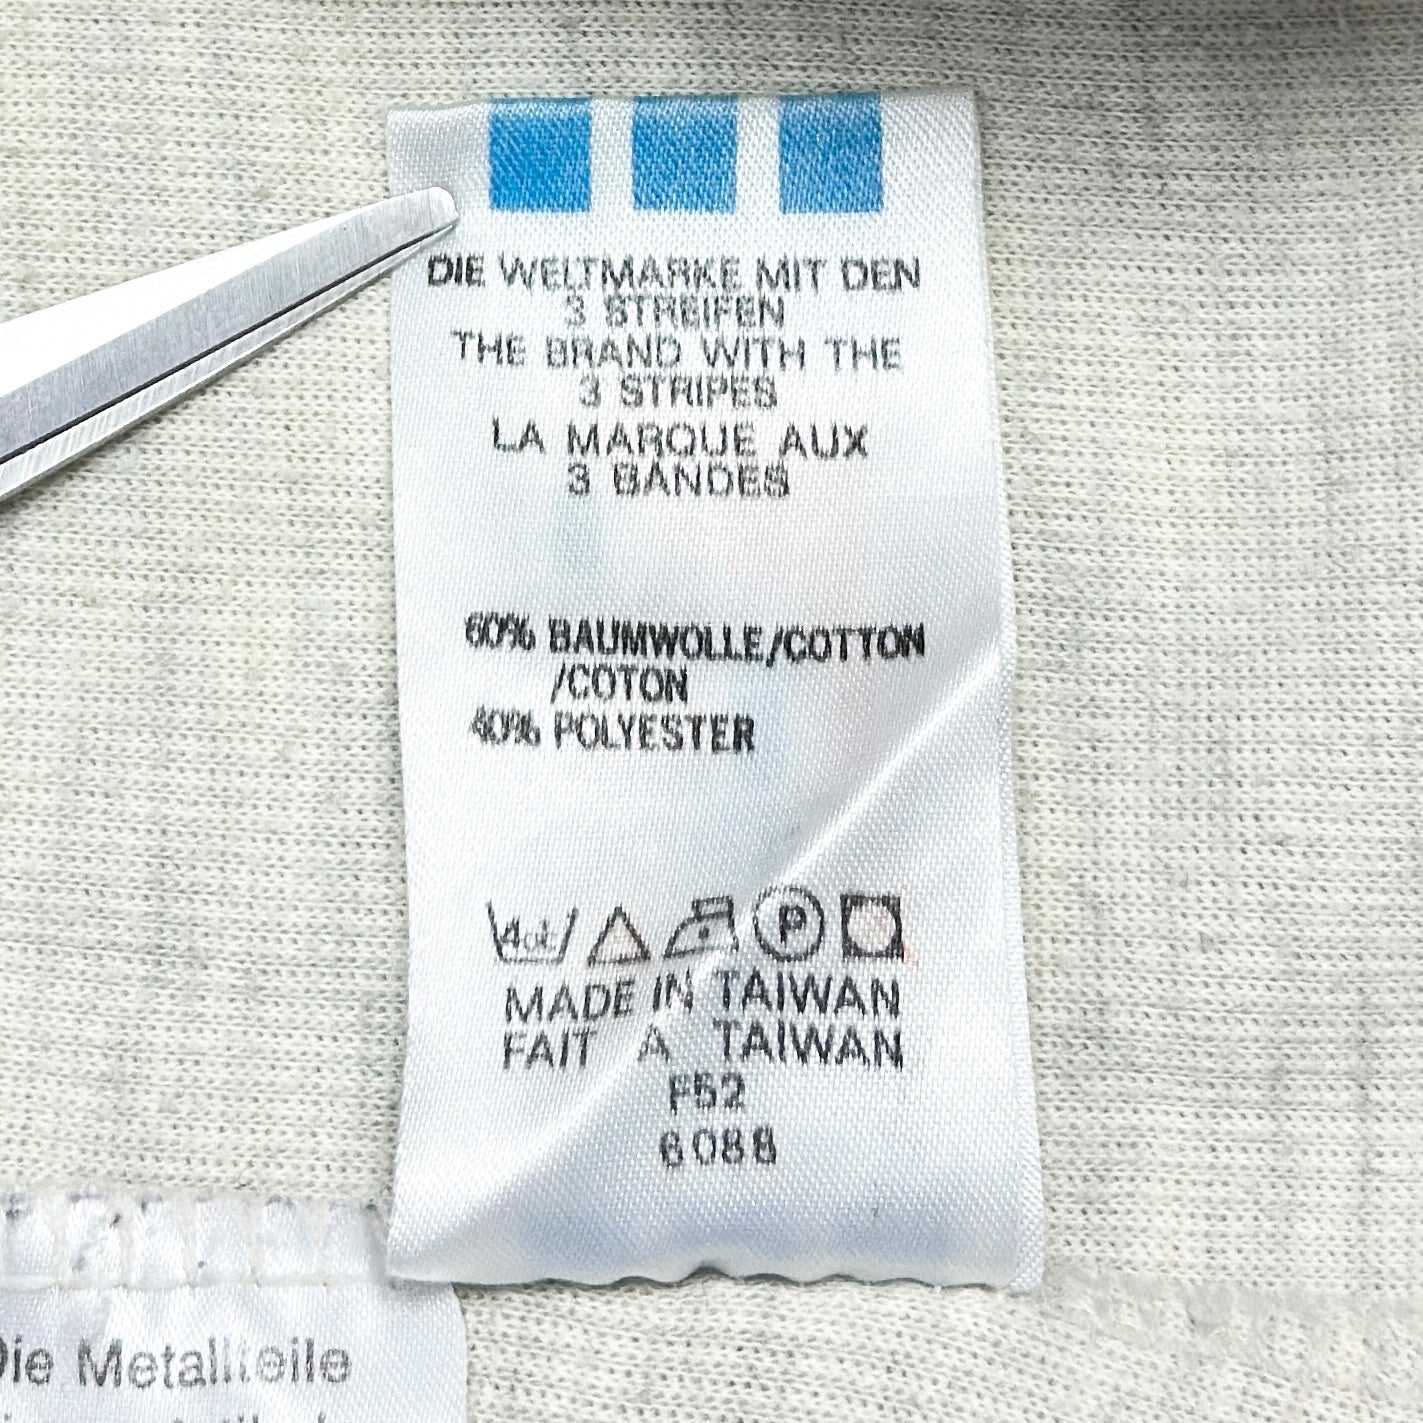 DIE WELTMARKE MIT DEN
3 STREIFEN
THE BRAND WITH THE
3 STRIPES
LA MARQUE AUX
3 BANDES
60% BAUMWOLLE/COTTON
/COTON
40% POLYESTER
P
MADE IN TAIWAN
FAIT A TAIWAN
F52
6088
Die Metallteile